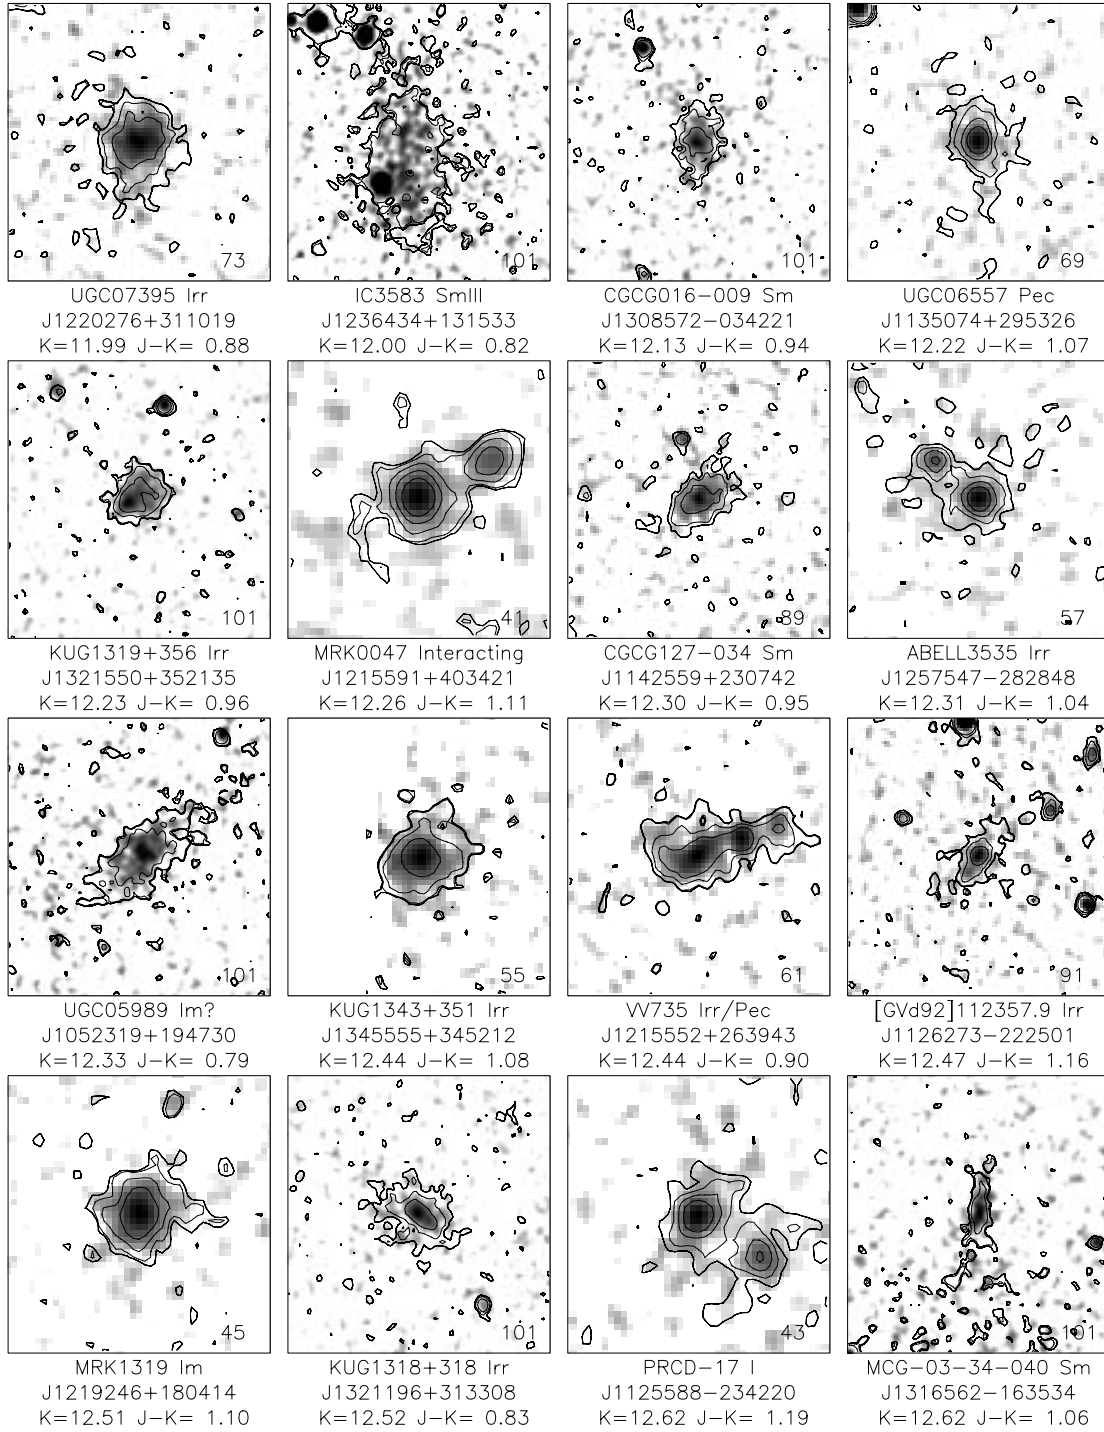 73
101
101
69
UGC07395 Irr
J1220276+311019
K=11.99 J-K= 0.88
IC3583 SmIII
J1236434+131533
K=12.00 J-K= 0.82
CGCG016-009 Sm
J1308572-034221
K=12.13 J-K= 0.94
UGC06557 Pec
J1135074+295326
K=12.22 J-K= 1.07
101
41
89
57
KUG1319+356 Irr
J1321550+352135
K=12.23 J-K= 0.96
MRK0047 Interacting
J1215591+403421
K=12.26 J-K= 1.11
CGCG127-034 Sm
J1142559+230742
K=12.30 J-K= 0.95
ABELL3535 Irr
J1257547-282848
K=12.31 J-K= 1.04
101
55
61
91
UGC05989 Im?
J1052319+194730
K=12.33 J-K= 0.79
KUG1343+351 Irr
J1345555+345212
K=12.44 J-K= 1.08
VV735 Irr/Pec
J1215552+263943
K=12.44 J-K= 0.90
[GVd92]112357.9 Irr
J1126273-222501
K=12.47 J-K= 1.16
45
101
43
101
MRK1319 Im
J1219246+180414
K=12.51 J-K= 1.10
KUG1318+318 Irr
J1321196+313308
K=12.52 J-K= 0.83
PRCD-17 I
J1125588-234220
K=12.62 J-K= 1.19
MCG-03-34-040 Sm
J1316562-163534
K=12.62 J-K= 1.06